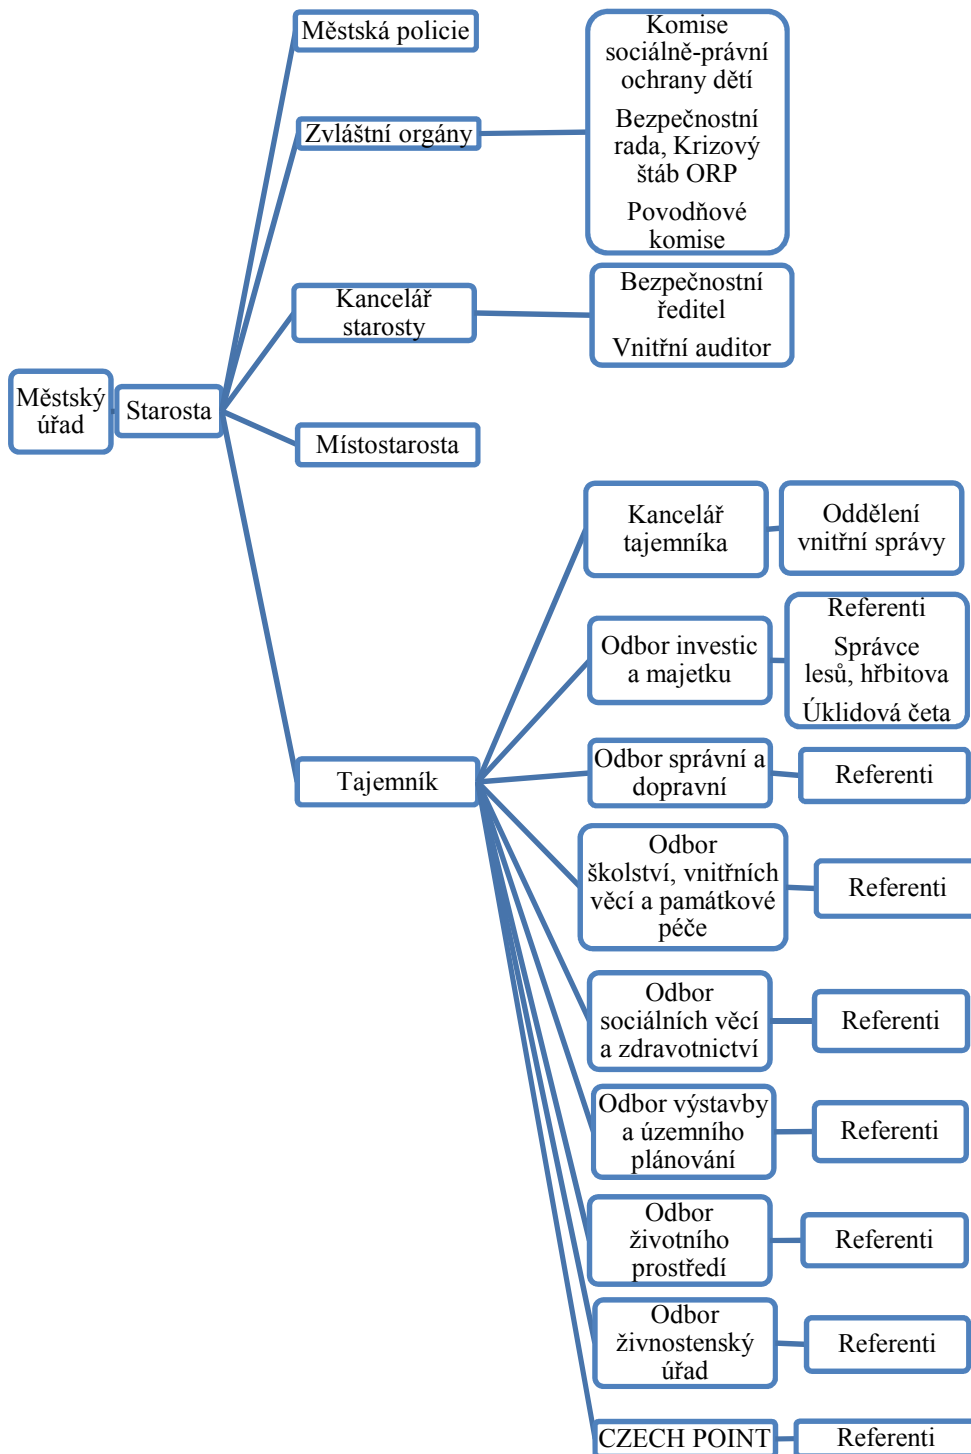 Městský
úřad
Starosta
Městská policie
Zvláštní orgány
Komise
sociálně-právní
ochrany dětí
Bezpečnostní
rada, Krizový
štáb ORP
Povodňové
komise
Kancelář
starosty
Bezpečnostní
ředitel
Vnitřní auditor
Místostarosta
Tajemník
Kancelář
tajemníka
Oddělení
vnitřní správy
Odbor investic
a majetku
Referenti
Správce
lesů, hřbitova
Úklidová četa
Odbor správní a
dopravní
Referenti
Odbor
školství, vnitřních
věcí a památkové
péče
Referenti
Odbor
sociálních věcí
a zdravotnictví
Referenti
Odbor výstavby
a územního
plánování
Referenti
Odbor
životního
prostředí
Referenti
Odbor
živnostenský
úřad
Referenti
CZECH POINT
Referenti